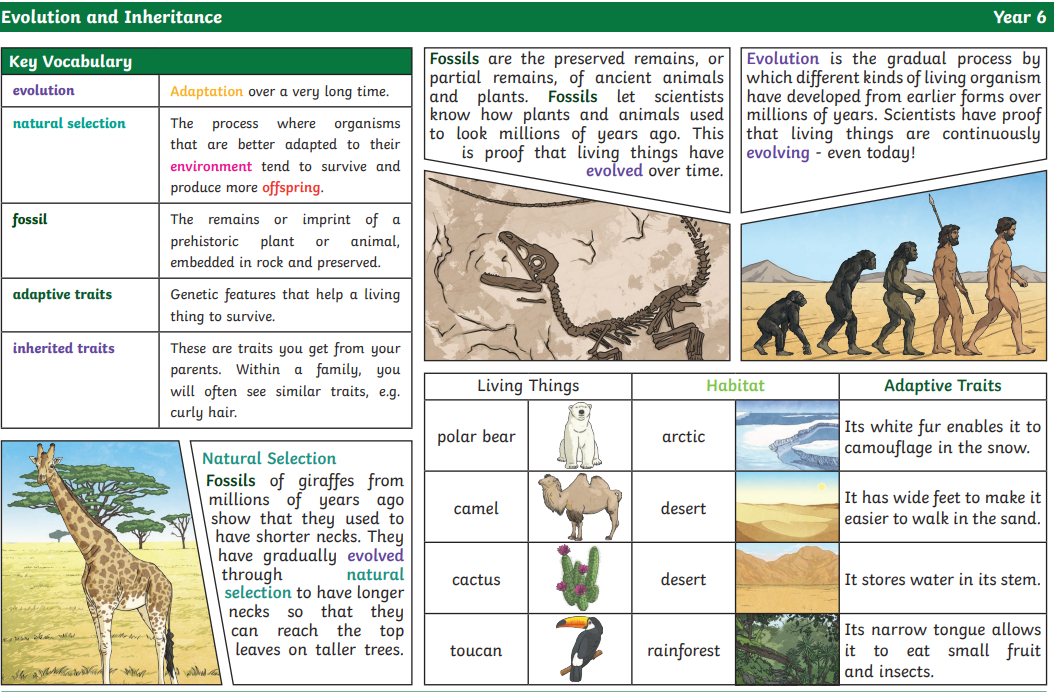 Evolution and Inheritance
Year 6
Key Vocabulary
evolution
Adaptation over a very long time.
natural selection
The process where organisms
that are better adapted to their
environment tend to survive and
produce more offspring.
fossil
The remains or imprint of a
prehistoric plant or animal,
embedded in rock and preserved.
adaptive traits
Genetic features that help a living
thing to survive.
inherited traits
These are traits you get from your
parents. Within a family, you
will often see similar traits, e.g.
curly hair.
Natural Selection
Fossils of giraffes from
millions of years ago
show that they used to
have shorter necks. They
have gradually evolved
through natural
selection to have longer
necks so that they
can reach the top
leaves on taller trees.
Fossils are the preserved remains, or
partial remains, of ancient animals
and plants. Fossils let scientists
know how plants and animals used
to look millions of years ago. This
is proof that living things have
evolved over time.
Evolution is the gradual process by
which different kinds of living organism
have developed from earlier forms over
millions of years. Scientists have proof
that living things are continuously
evolving - even today!
Living Things
Habitat
Adaptive Traits
polar bear
arctic
Its white fur enables it to
camouflage in the snow.
camel
desert
It has wide feet to make it
easier to walk in the sand.
cactus
desert
It stores water in its stem.
toucan
rainforest
Its narrow tongue allows
it to eat small fruit
and insects.